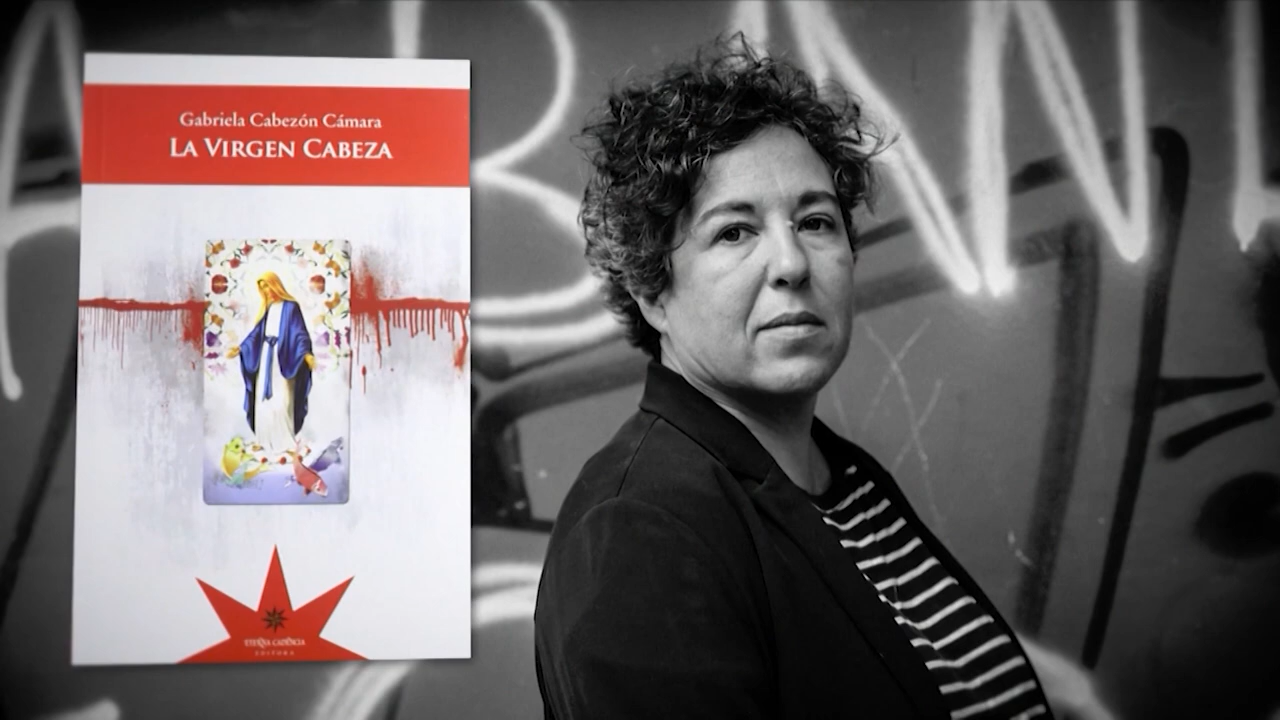 Gabriela Cabezón Cámara
LA VIRGEN CABEZA
ETERNA CADENCIA
EDITORA